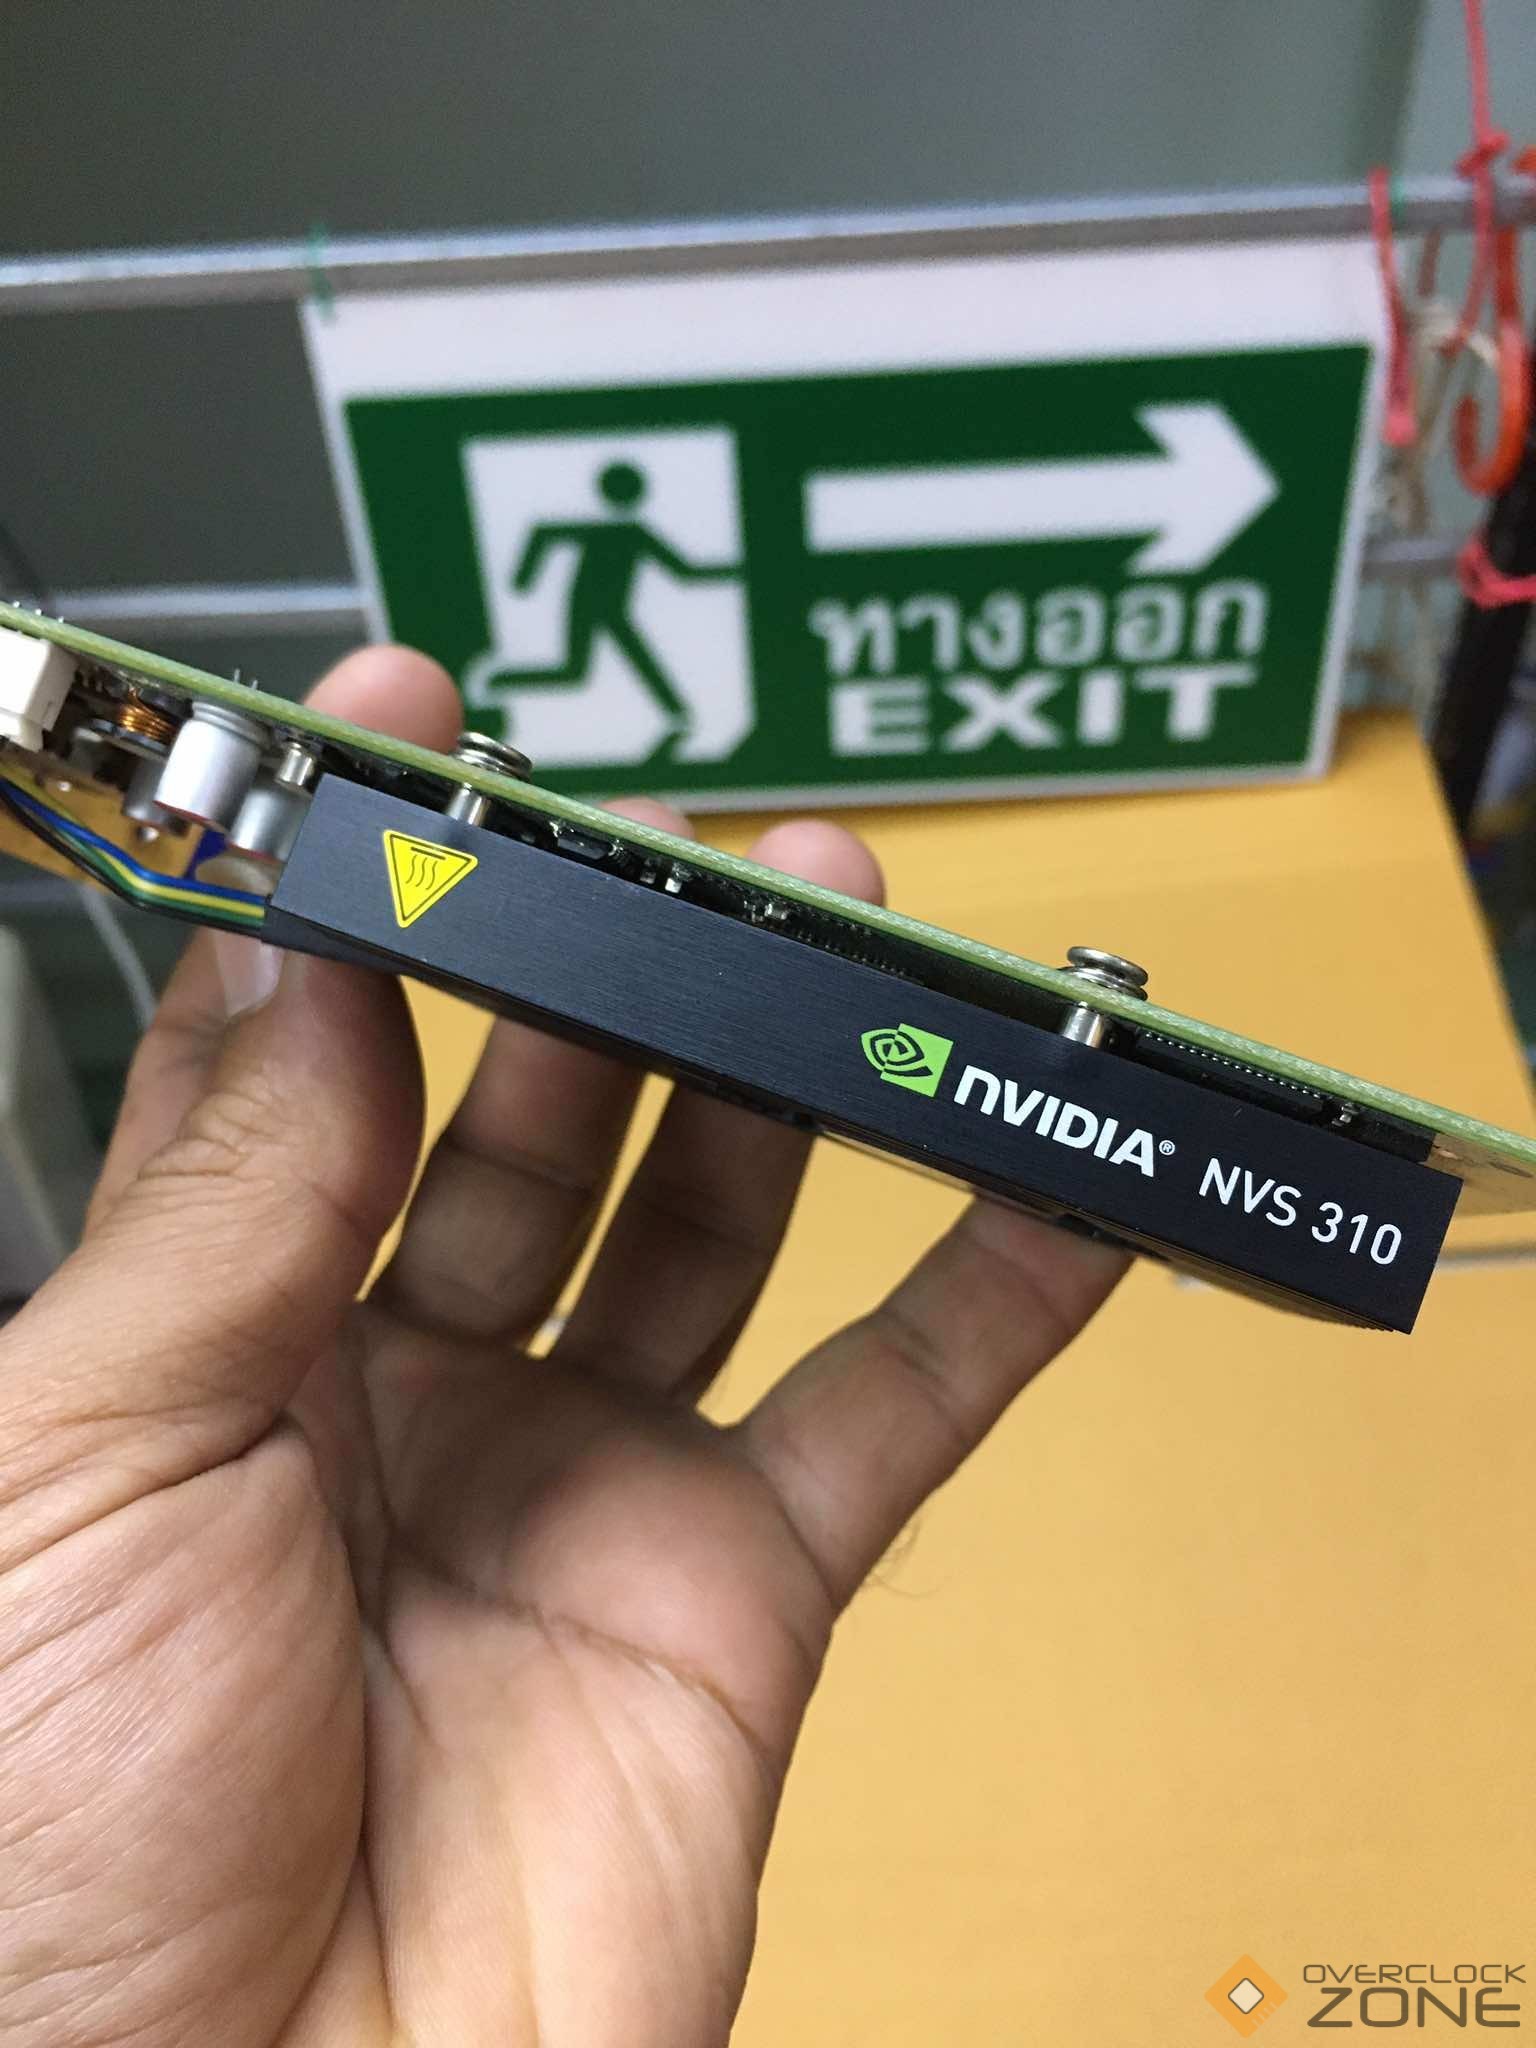 ทางออก
EXIT
nVIDIA® NVS 310
OVERCLOCK
ZONE